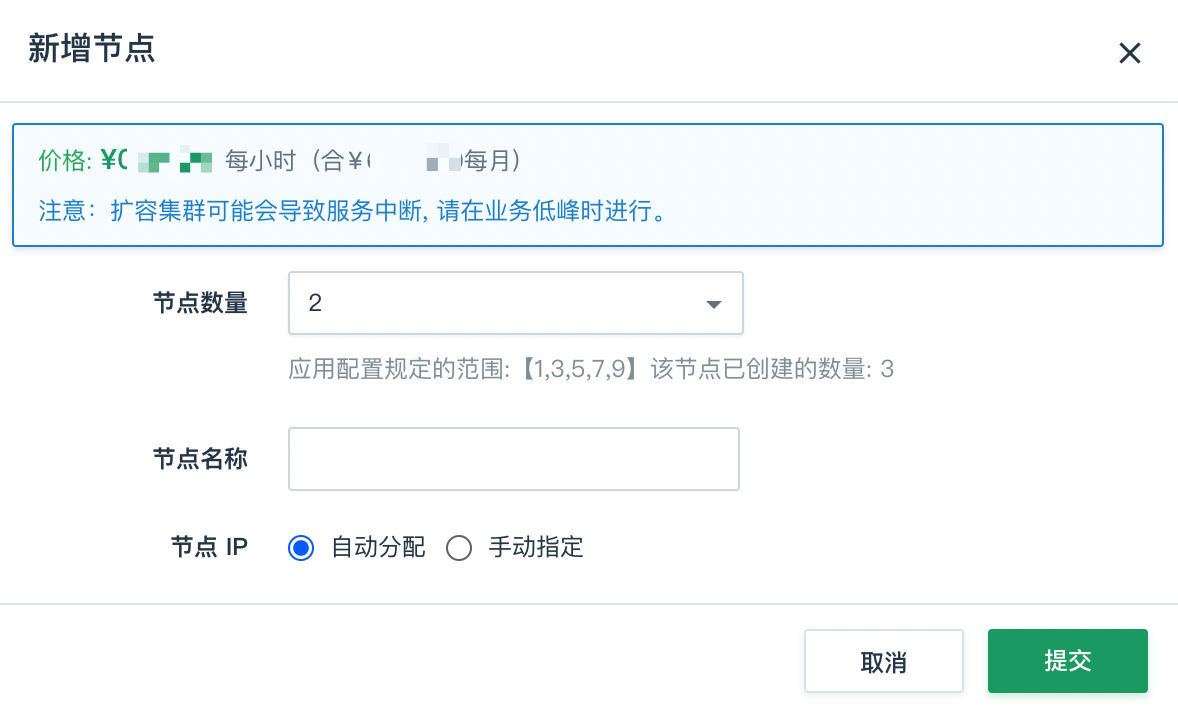 新增节点
价格: ¥ 每小时（合¥ 每月）
注意：扩容集群可能会导致服务中断, 请在业务低峰时进行。
节点数量
2
应用配置规定的范围:【1,3,5,7,9】该节点已创建的数量: 3
节点名称
节点 IP
自动分配 手动指定
取消 提交